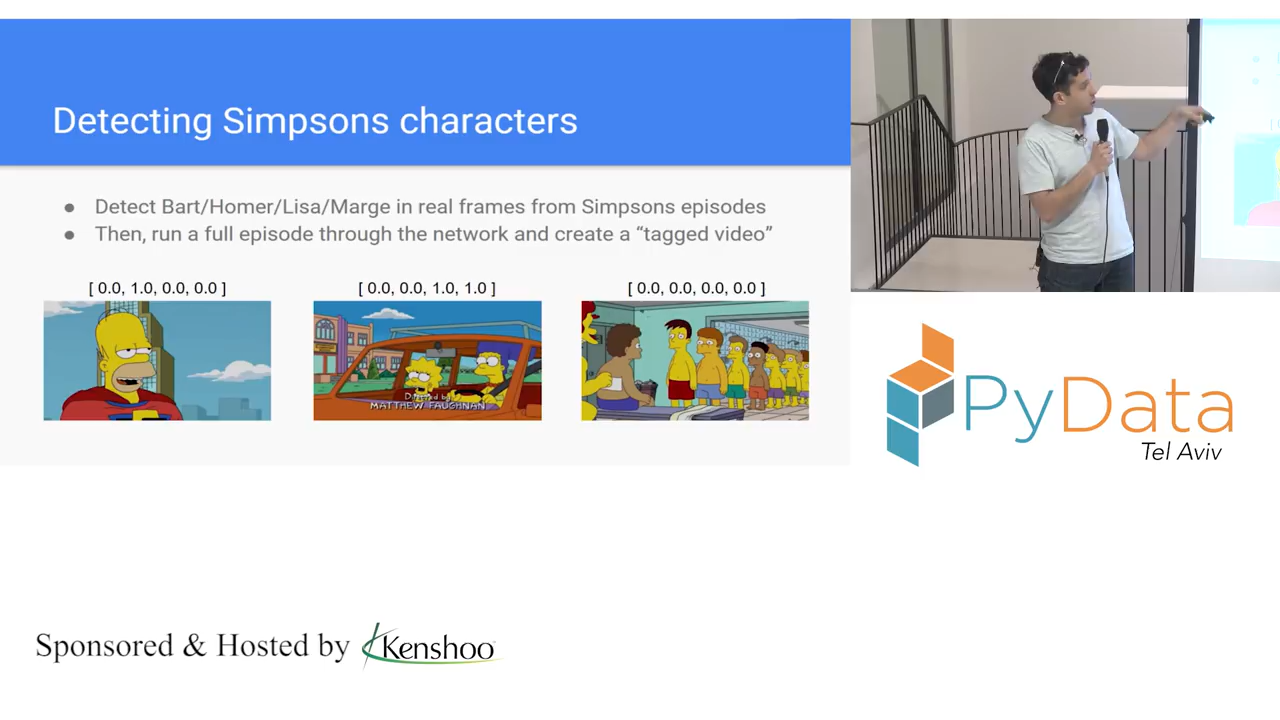 Detecting Simpsons characters
● Detect Bart/Homer/Lisa/Marge in real frames from Simpsons episodes
● Then, run a full episode through the network and create a “tagged video”
[ 0.0, 1.0, 0.0, 0.0 ]
[ 0.0, 0.0, 1.0, 1.0 ]
[ 0.0, 0.0, 0.0, 0.0 ]
Directed by
MATTHEW FAUGHNAN
PyData
Tel Aviv
Sponsored & Hosted by Kenshoo